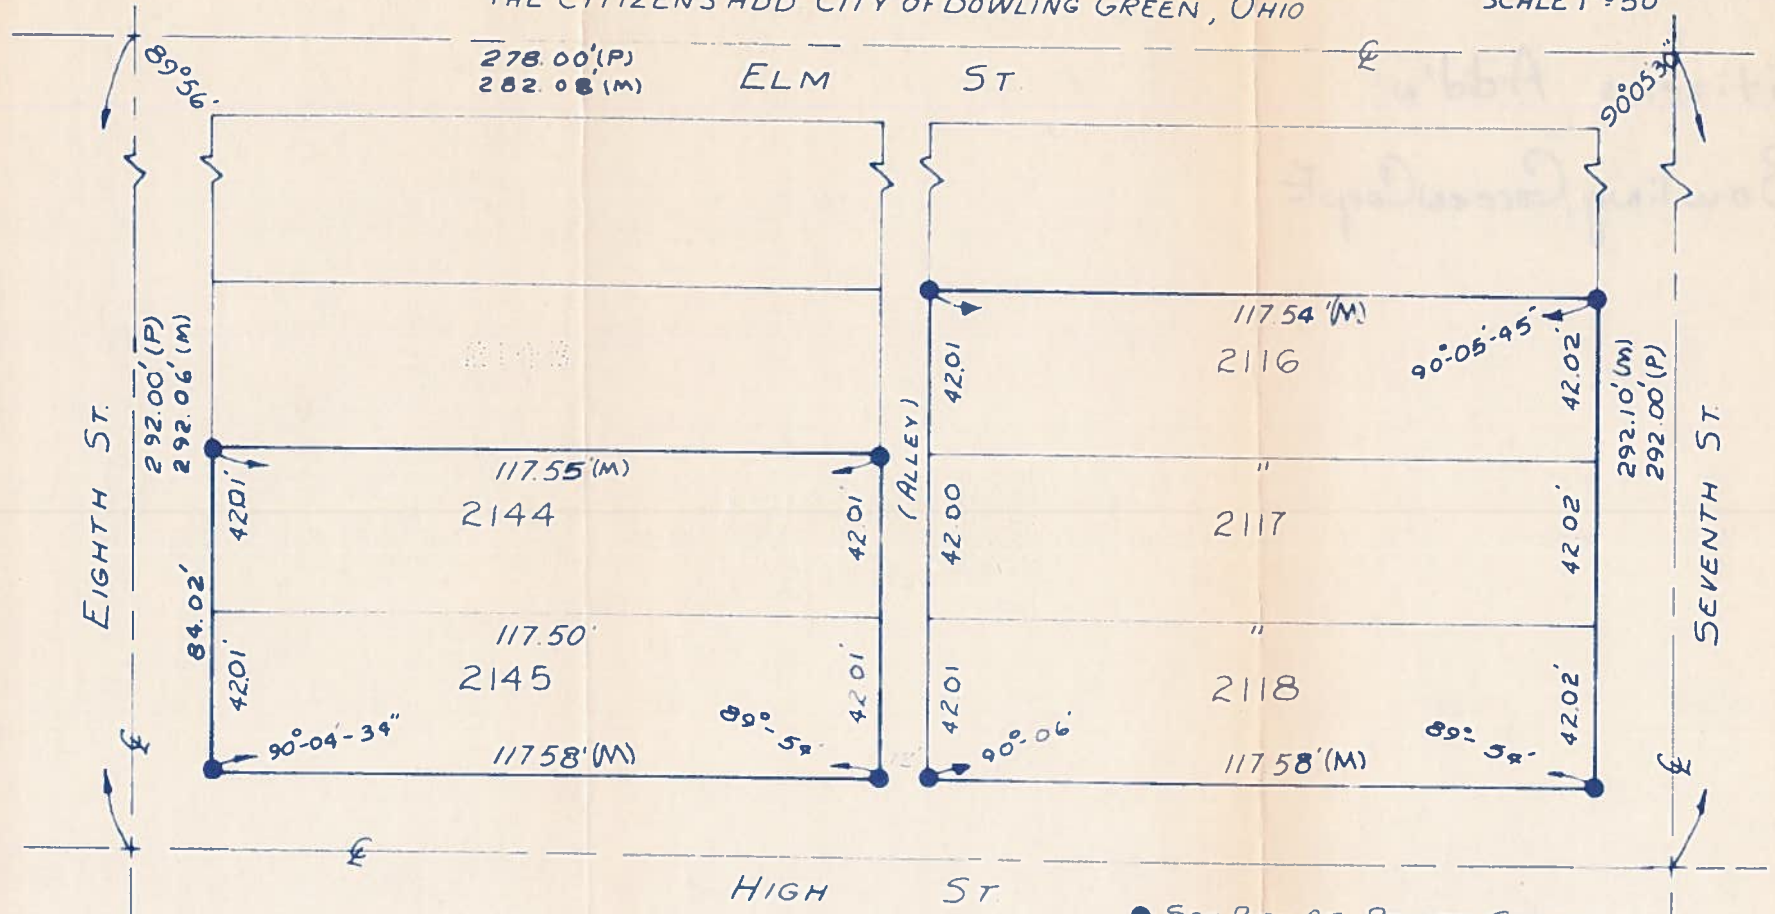 THE CITIZENS ADD CITY OF BOWLING GREEN, OHIO
278.00'(P)
282.08'(M)
ELM ST.
89°56'
90°05'30"
292.00'(P)
292.06'(M)
EIGHTH ST.
84.02'
117.55'(M)
2144
42.01'
42.01'
117.50'
2145
42.01'
42.01'
90°-04'-34"
117.58'(M)
(ALLEY)
117.54'(M)
2116
42.01
42.02'
90°-05'-45"
"
2117
42.00
42.02'
"
2118
42.01
42.02'
90°-06'
117.58'(M)
292.10'(M)
292.00'(P)
SEVENTH ST.
HIGH ST.